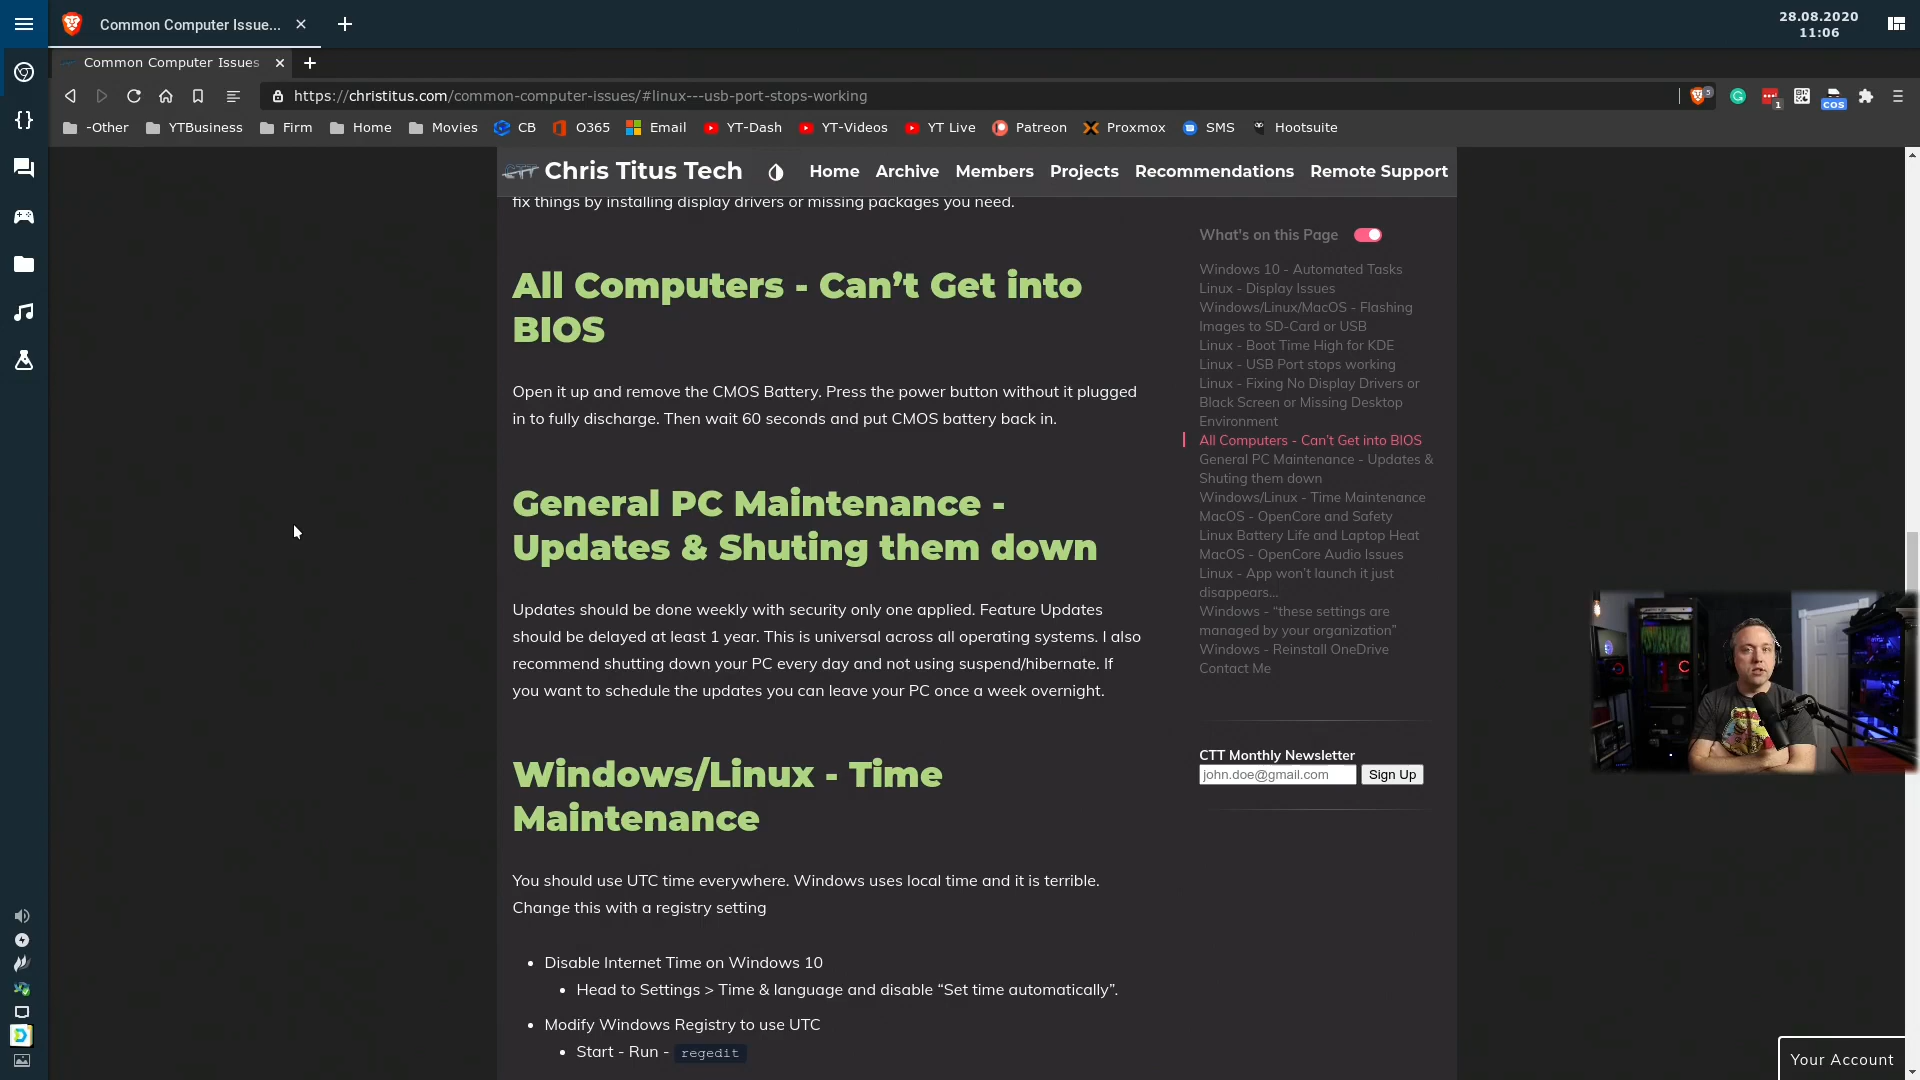 Common Computer Issue...
28.08.2020
11:06
Common Computer Issues
https://christitus.com/common-computer-issues/#linux---usb-port-stops-working
5
1
cos
-Other
YTBusiness
Firm
Home
Movies
CB
O365
Email
YT-Dash
YT-Videos
YT Live
Patreon
Proxmox
SMS
Hootsuite
CTT
Chris Titus Tech
Home
Archive
Members
Projects
Recommendations
Remote Support
fix things by installing display drivers or missing packages you need.
All Computers - Can’t Get into
BIOS
Open it up and remove the CMOS Battery. Press the power button without it plugged
in to fully discharge. Then wait 60 seconds and put CMOS battery back in.
General PC Maintenance -
Updates & Shuting them down
Updates should be done weekly with security only one applied. Feature Updates
should be delayed at least 1 year. This is universal across all operating systems. I also
recommend shutting down your PC every day and not using suspend/hibernate. If
you want to schedule the updates you can leave your PC once a week overnight.
Windows/Linux - Time
Maintenance
You should use UTC time everywhere. Windows uses local time and it is terrible.
Change this with a registry setting
Disable Internet Time on Windows 10
Head to Settings > Time & language and disable “Set time automatically”.
Modify Windows Registry to use UTC
Start - Run - regedit
What's on this Page
Windows 10 - Automated Tasks
Linux - Display Issues
Windows/Linux/MacOS - Flashing
Images to SD-Card or USB
Linux - Boot Time High for KDE
Linux - USB Port stops working
Linux - Fixing No Display Drivers or
Black Screen or Missing Desktop
Environment
All Computers - Can’t Get into BIOS
General PC Maintenance - Updates &
Shuting them down
Windows/Linux - Time Maintenance
MacOS - OpenCore and Safety
Linux Battery Life and Laptop Heat
MacOS - OpenCore Audio Issues
Linux - App won’t launch it just
disappears…
Windows - “these settings are
managed by your organization”
Windows - Reinstall OneDrive
Contact Me
CTT Monthly Newsletter
john.doe@gmail.com
Sign Up
Your Account